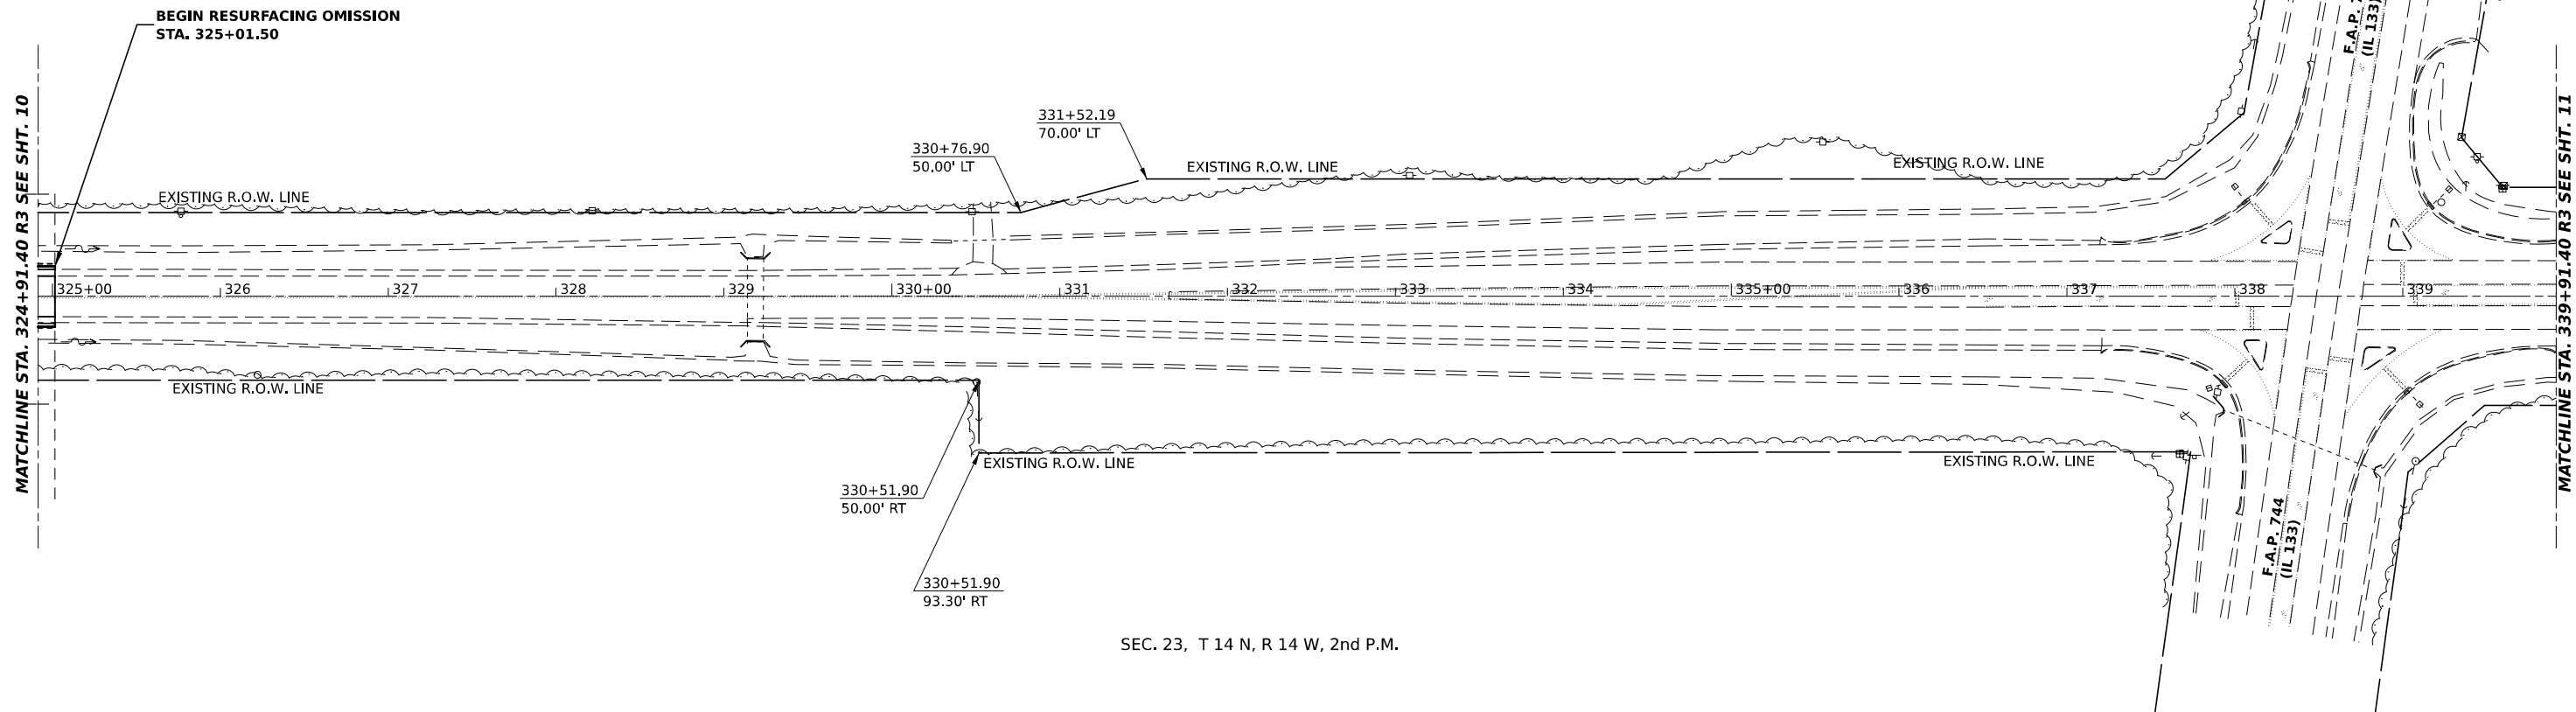 BEGIN RESURFACING OMISSION
STA. 325+01.50
MATCHLINE STA. 324+91.40 R3 SEE SHT. 10
EXISTING R.O.W. LINE
330+76.90
50.00' LT
331+52.19
70.00' LT
EXISTING R.O.W. LINE
EXISTING R.O.W. LINE
(IL 133)
F.A.P. 7
MATCHLINE STA. 339+91.40 R3 SEE SHT. 11
325+00
326
327
328
329
330+00
331
332
333
334
335+00
336
337
338
339
EXISTING R.O.W. LINE
EXISTING R.O.W. LINE
EXISTING R.O.W. LINE
330+51.90
50.00' RT
330+51.90
93.30' RT
F.A.P. 744
(IL 133)
SEC. 23, T 14 N, R 14 W, 2nd P.M.